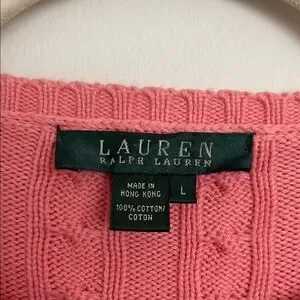 LAUREN
RALPH LAUREN
MADE IN
HONG KONG
L
100% COTTON/
COTON